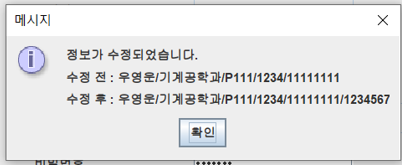 메시지
정보가 수정되었습니다.
수정 전 : 우영운/기계공학과/P111/1234/11111111
수정 후 : 우영운/기계공학과/P111/1234/11111111/1234567
확인